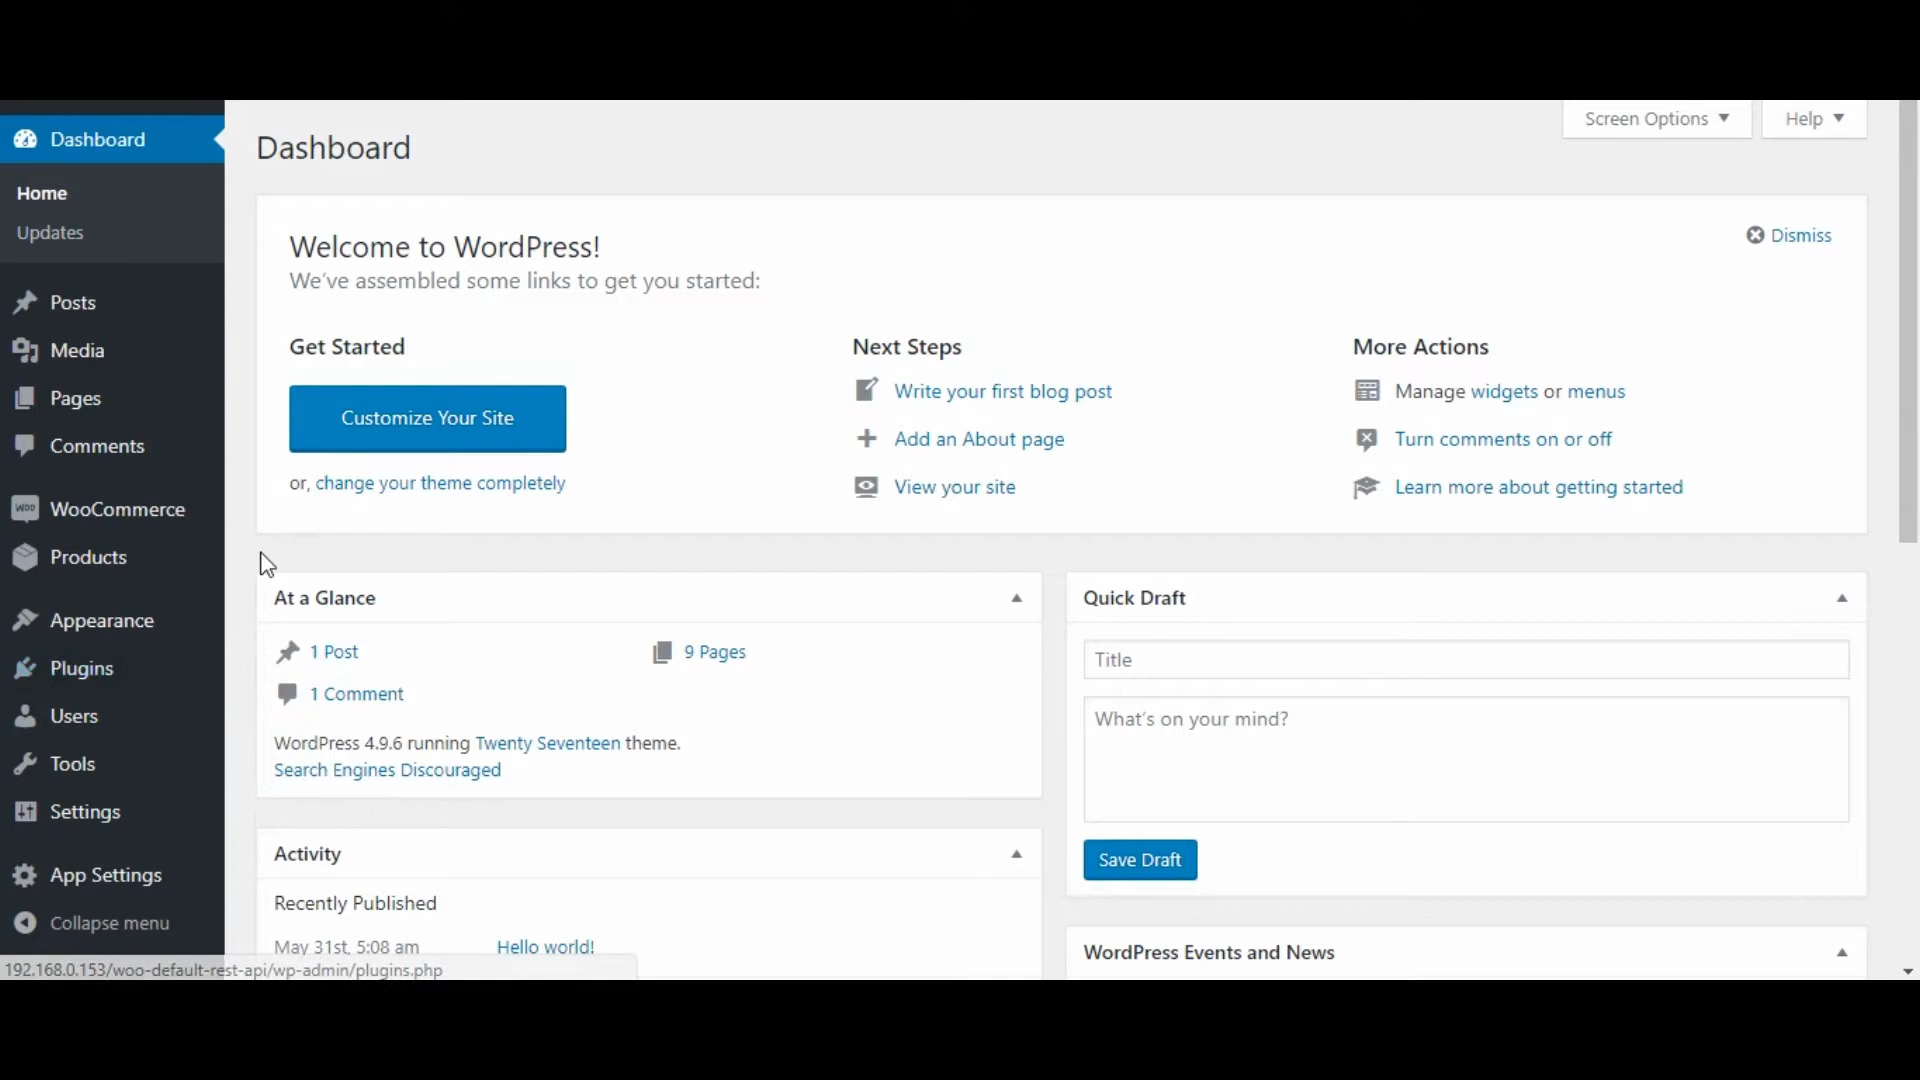 Dashboard
Home
Updates
Posts
Media
Pages
Comments
WOO
WooCommerce
Products
Appearance
Plugins
Users
Tools
Settings
App Settings
Collapse menu
Screen Options
Help
Dashboard
Welcome to WordPress!
We've assembled some links to get you started:
Dismiss
Get Started
Customize Your Site
or, change your theme completely
Next Steps
Write your first blog post
Add an About page
View your site
More Actions
Manage widgets or menus
Turn comments on or off
Learn more about getting started
At a Glance
1 Post
9 Pages
1 Comment
WordPress 4.9.6 running Twenty Seventeen theme.
Search Engines Discouraged
Activity
Recently Published
May 31st, 5:08 am Hello world!
Quick Draft
Title
What's on your mind?
Save Draft
WordPress Events and News
192.168.0.153/woo-default-rest-api/wp-admin/plugins.php